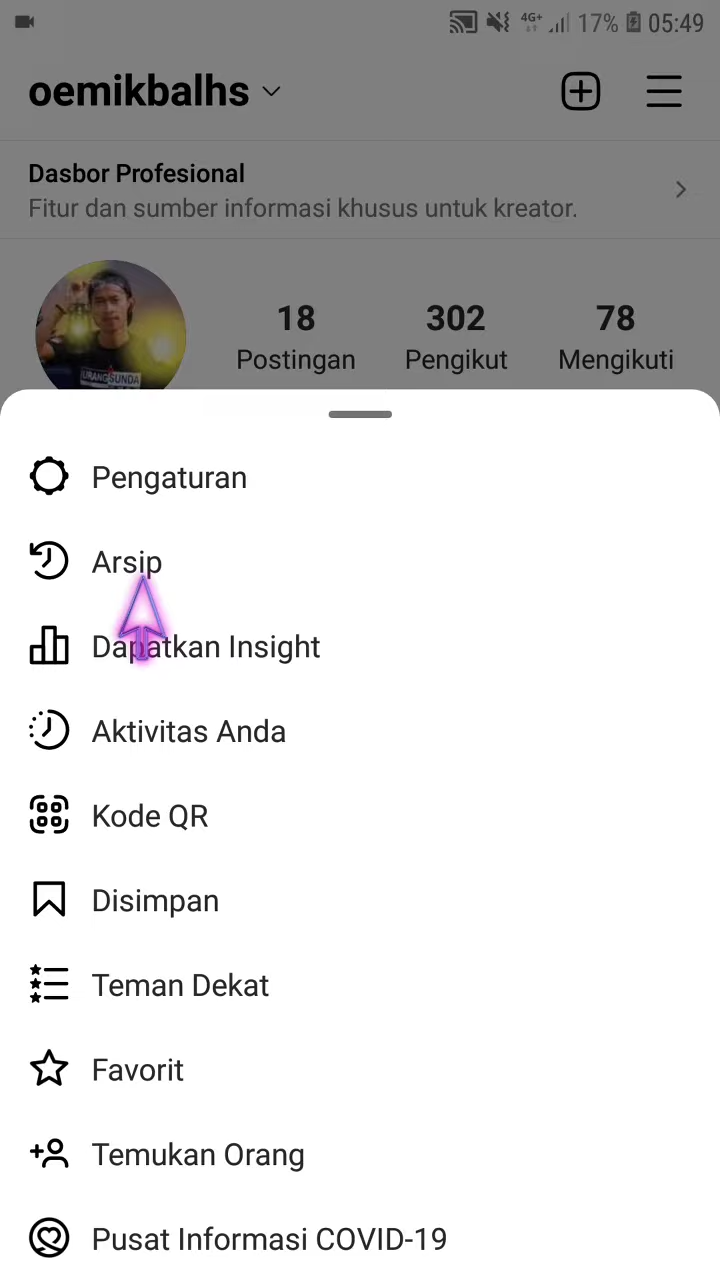 4G+ 17% 05:49
oemikbalhs
Dasbor Profesional
Fitur dan sumber informasi khusus untuk kreator.
18 302 78
Postingan Pengikut Mengikuti
Pengaturan
Arsip
Dapatkan Insight
Aktivitas Anda
Kode QR
Disimpan
Teman Dekat
Favorit
Temukan Orang
Pusat Informasi COVID-19